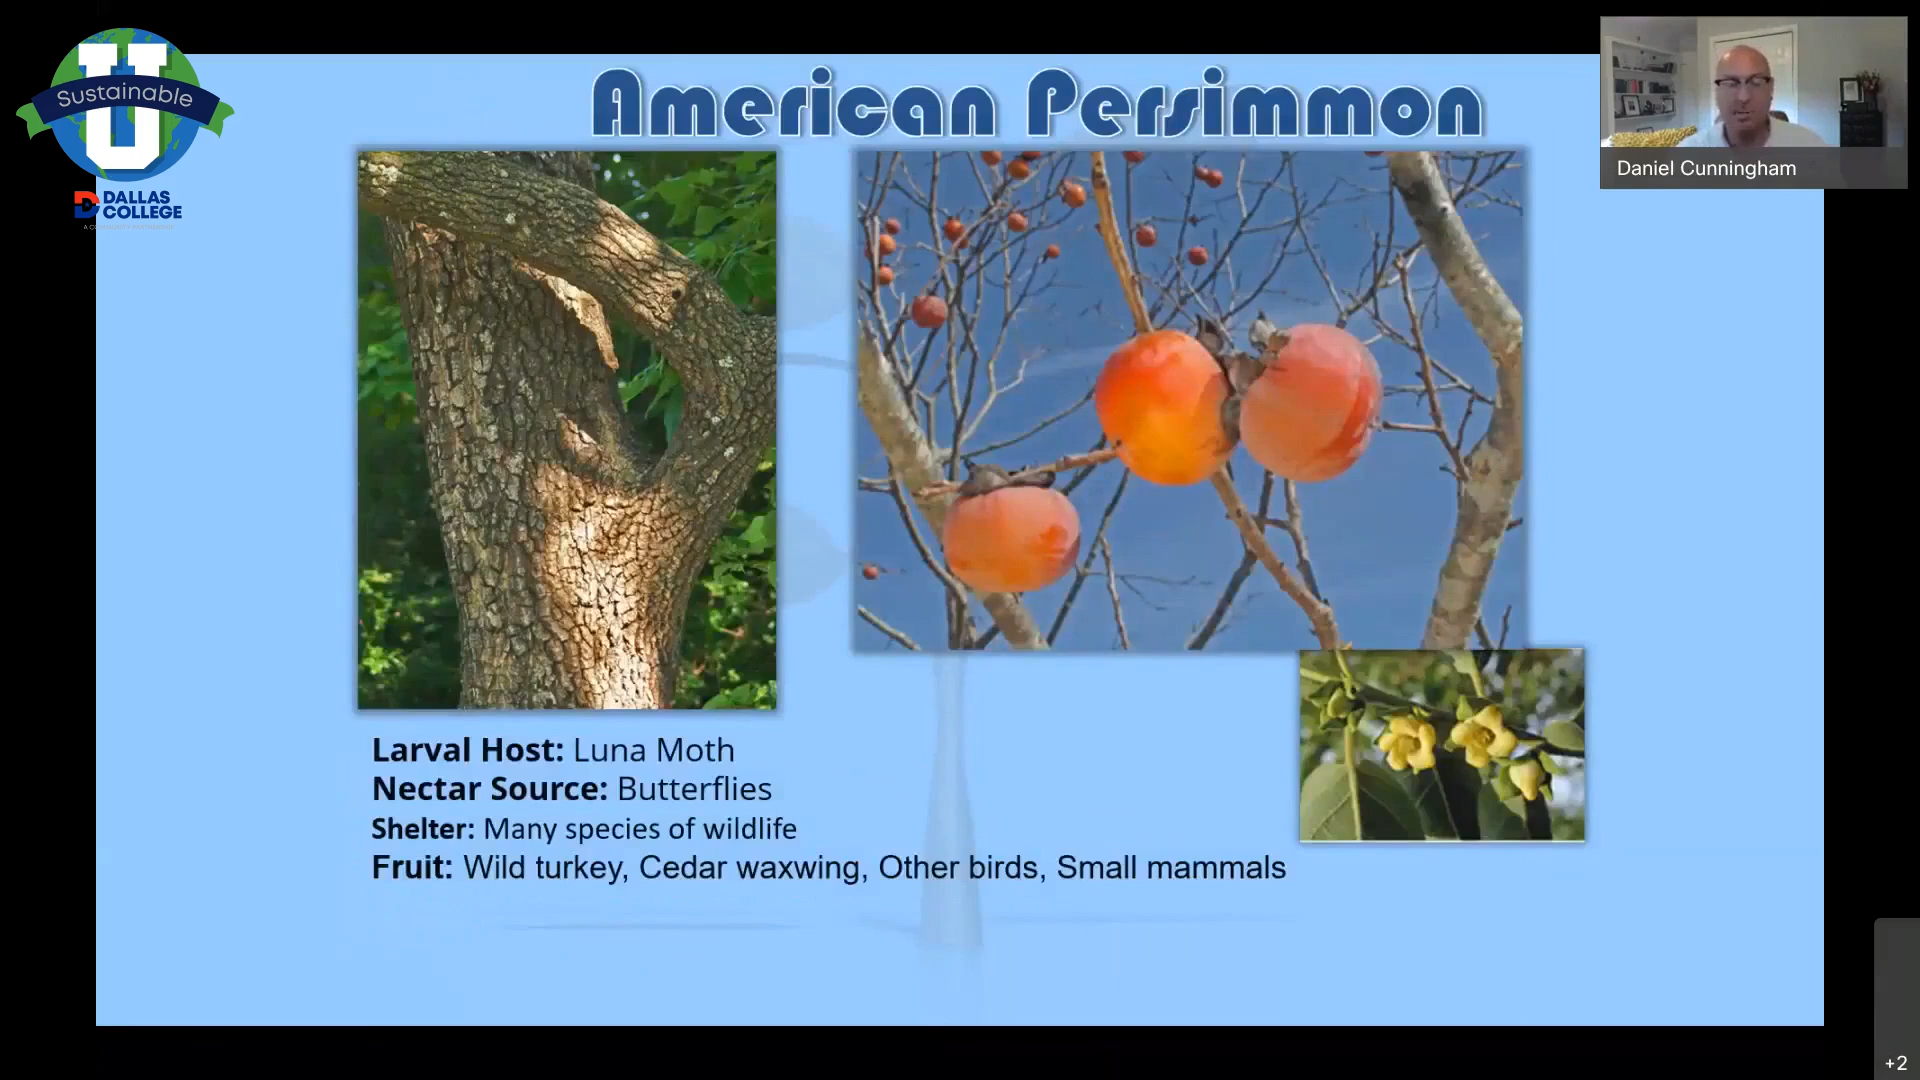 U
Sustainable
DALLAS
COLLEGE
American Persimmon
Daniel Cunningham
Larval Host: Luna Moth
Nectar Source: Butterflies
Shelter: Many species of wildlife
Fruit: Wild turkey, Cedar waxwing, Other birds, Small mammals
+2